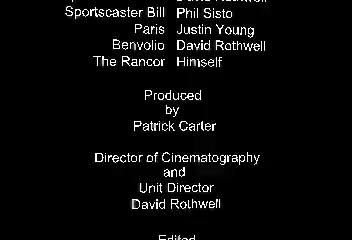 Sportscaster Bill Phil Sisto
Paris Justin Young
Benvolio David Rothwell
The Rancor Himself
Produced
by
Patrick Carter
Director of Cinematography
and
Unit Director
David Rothwell
Edited